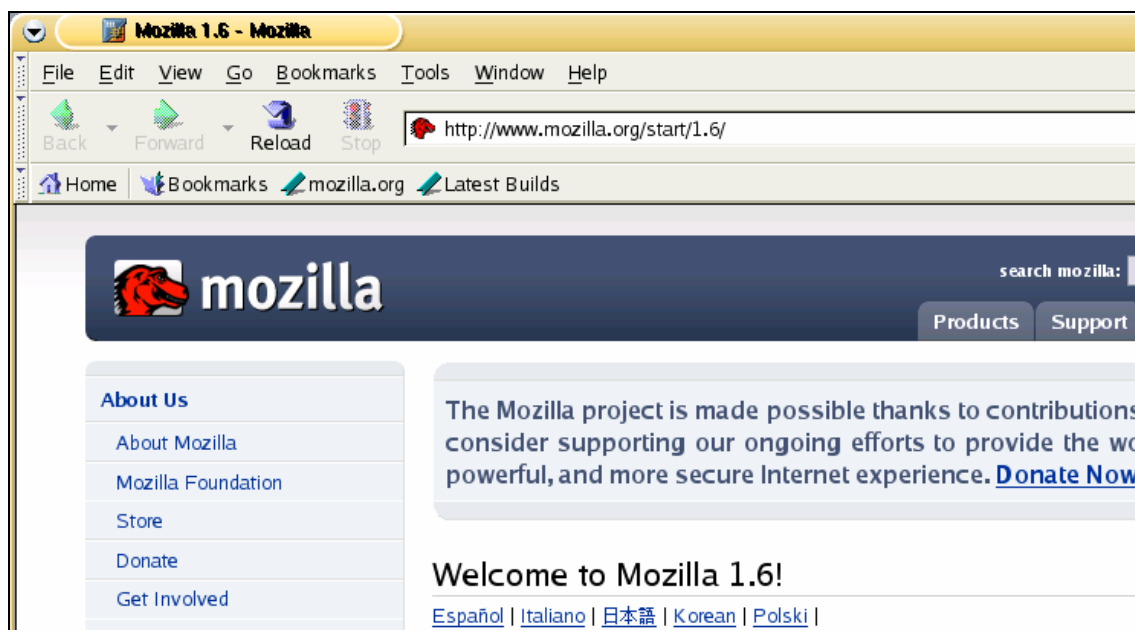 Mozilla 1.6 - Mozilla
File Edit View Go Bookmarks Tools Window Help
Back Forward Reload Stop http://www.mozilla.org/start/1.6/
Home Bookmarks mozilla.org Latest Builds
mozilla
search mozilla:
Products Support
About Us
About Mozilla
Mozilla Foundation
Store
Donate
Get Involved
The Mozilla project is made possible thanks to contributions
consider supporting our ongoing efforts to provide the
powerful, and more secure Internet experience. Donate Now
Welcome to Mozilla 1.6!
Español | Italiano | 日本語 | Korean | Polski |